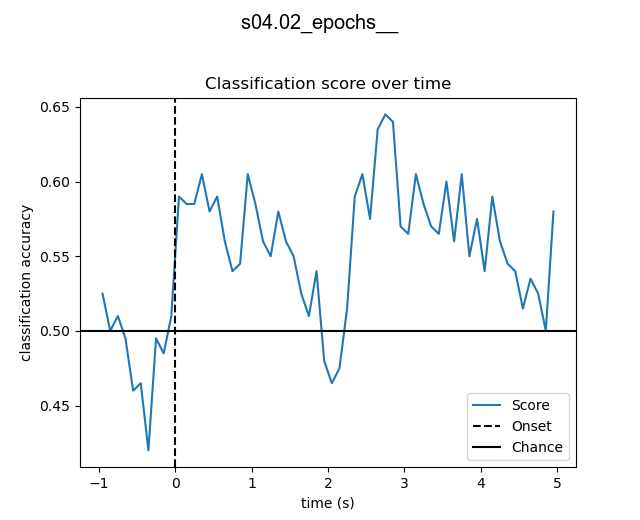 s04.02_epochs__
Classification score over time
0.65
0.60
0.55
0.50
0.45
classification accuracy
−1
0
1
2
3
4
5
time (s)
Score
Onset
Chance